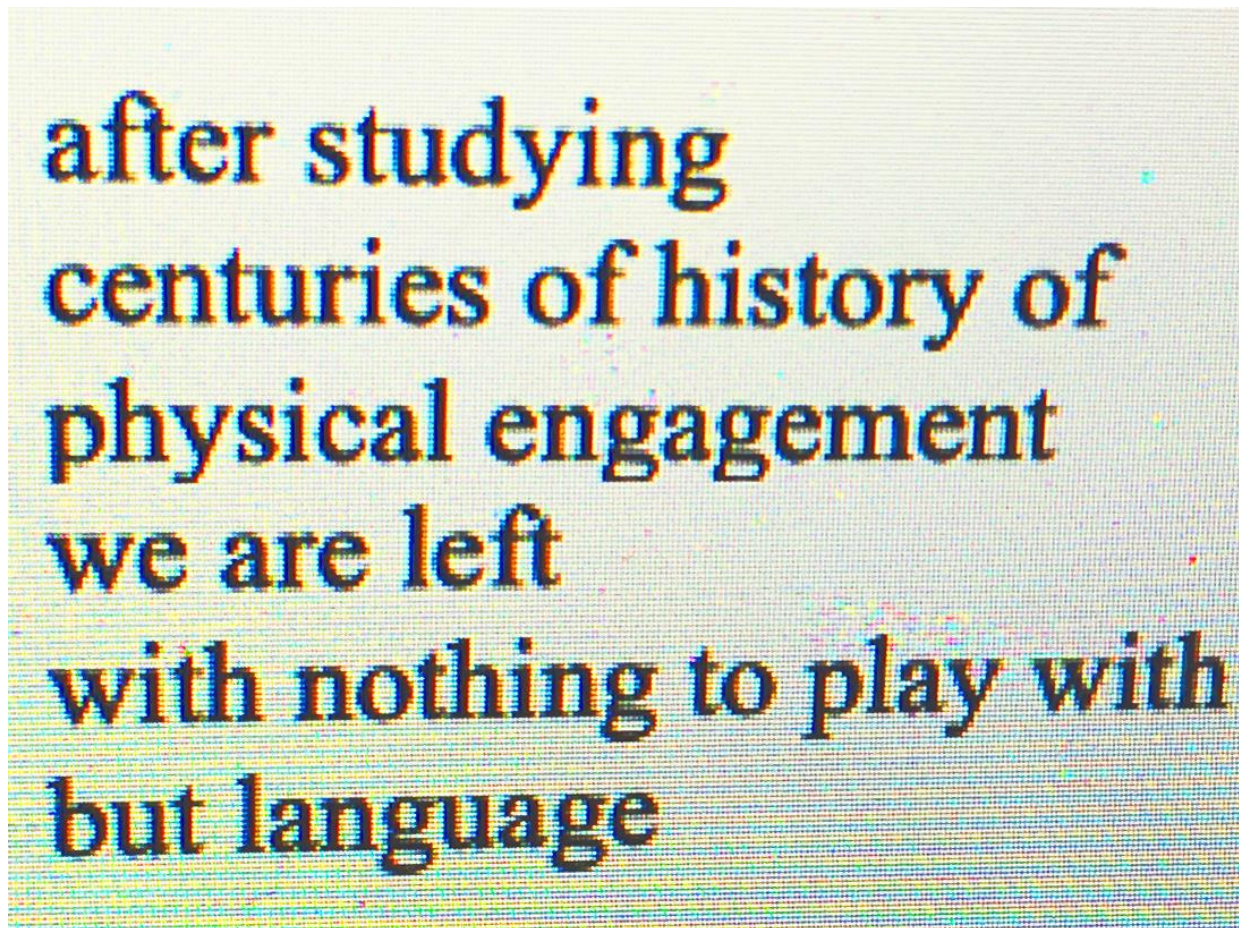 after studying
centuries of history of
physical engagement
we are left
with nothing to play with
but language